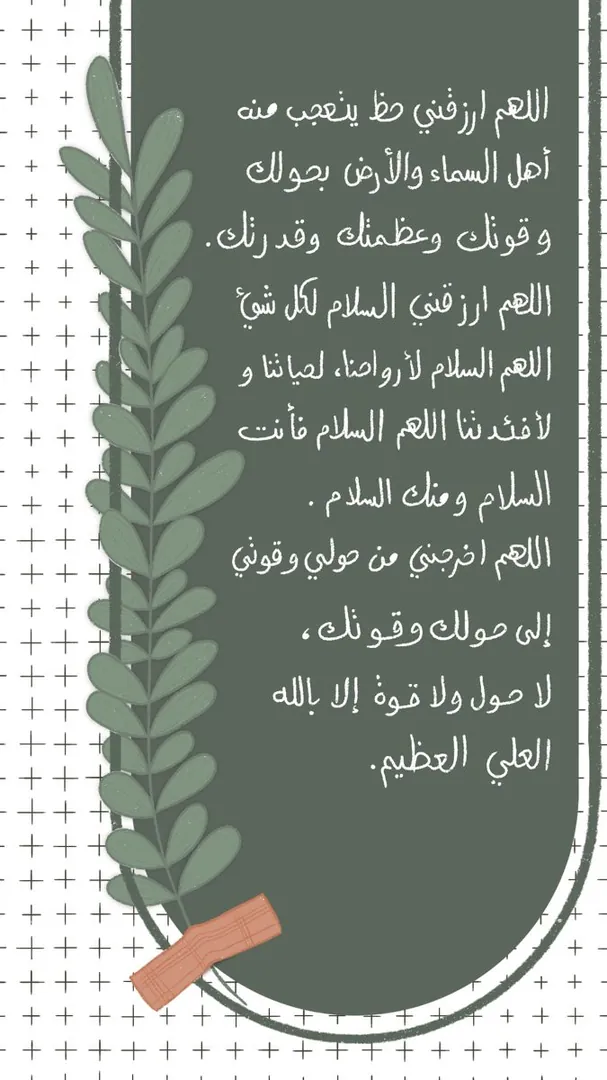 اللهم ارزقني حظ يتعجب منه
أهل السماء والأرض بحولك
و قوتك وعظمتك وقدرتك.
اللهم ارزقني السلام لكل شيء
اللهم السلام لأرواحنا، لحياتنا و
لأفئدتنا اللهم السلام فأنت
السلام ومنك السلام .
اللهم اخرجني من حولي وقوتي
إلى حولك وقوتك،
لا حول ولا قوة إلا بالله
العلي العظيم.